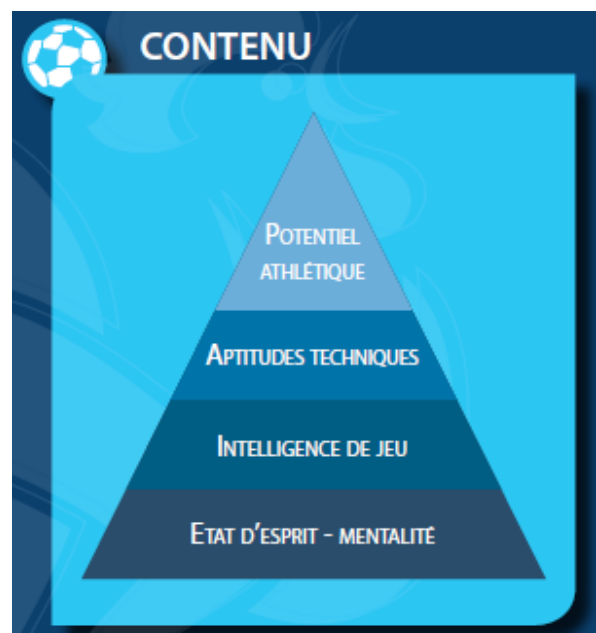 CONTENU
POTENTIEL
ATHLÉTIQUE
APTITUDES TECHNIQUES
INTELLIGENCE DE JEU
ETAT D'ESPRIT - MENTALITÉ